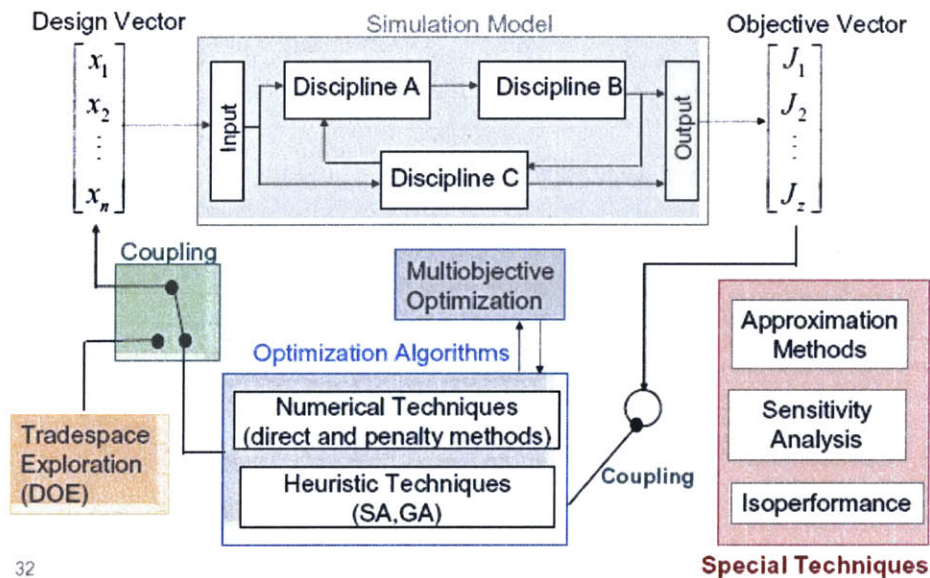 Design Vector
Simulation Model
Objective Vector
x₁
x₂
⋮
xₙ
Input
Discipline A
Discipline B
Discipline C
Output
J₁
J₂
⋮
J_z
Coupling
Multiobjective
Optimization
Optimization Algorithms
Tradespace
Exploration
(DOE)
Numerical Techniques
(direct and penalty methods)
Heuristic Techniques
(SA,GA)
Coupling
Approximation
Methods
Sensitivity
Analysis
Isoperformance
Special Techniques
32